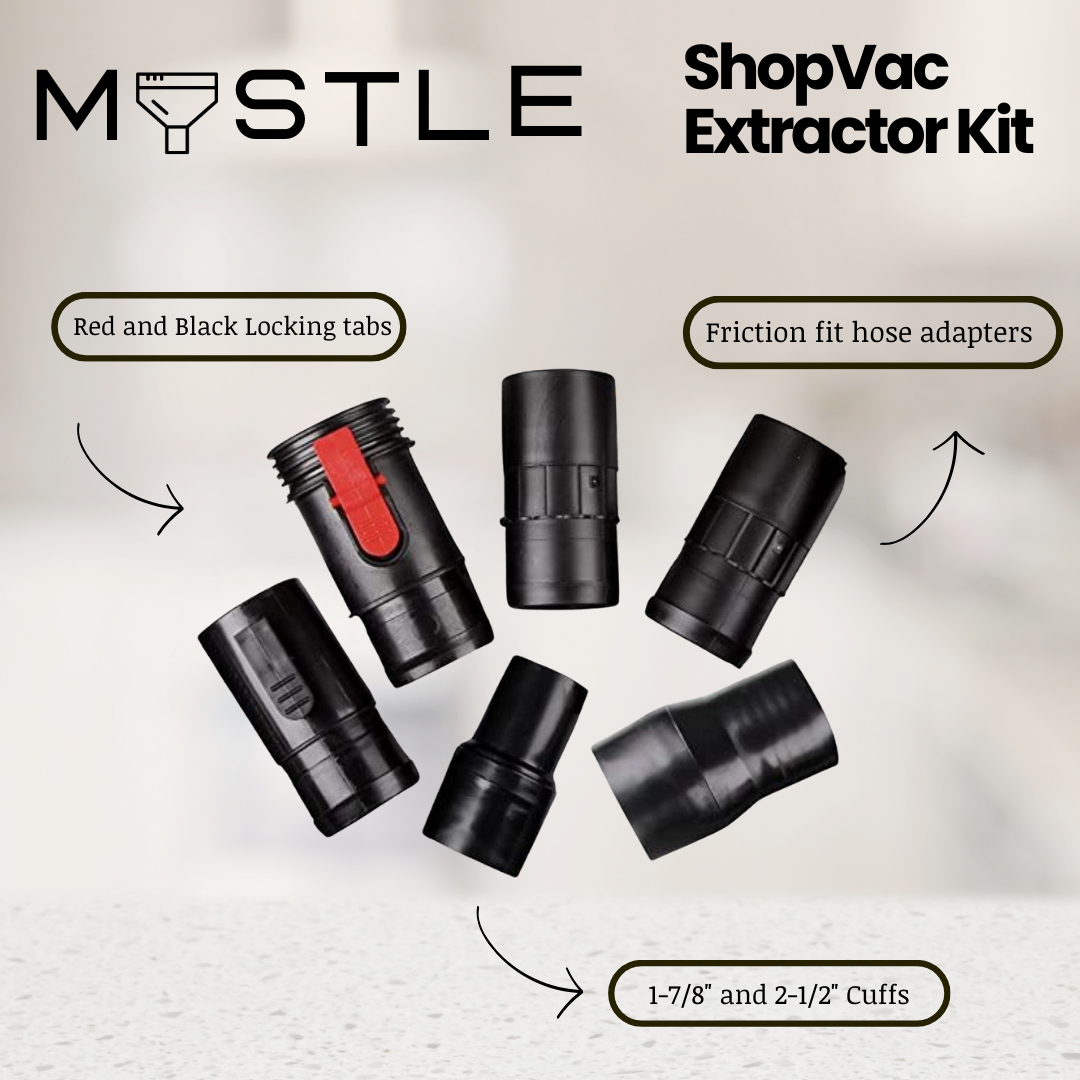 MYSTLE
ShopVac
Extractor Kit
Red and Black Locking tabs
Friction fit hose adapters
1-7/8" and 2-1/2" Cuffs